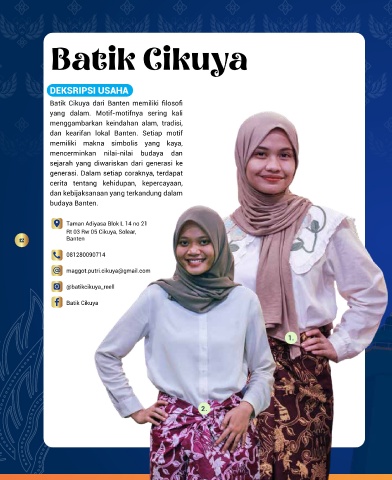 Batik Cikuya
DEKSRIPSI USAHA
Batik Cikuya dari Banten memiliki filosofi
yang dalam. Motif-motifnya sering kali
menggambarkan keindahan alam, tradisi,
dan kearifan lokal Banten. Setiap motif
memiliki makna simbolis yang kaya,
mencerminkan nilai-nilai budaya dan
sejarah yang diwariskan dari generasi ke
generasi. Dalam setiap coraknya, terdapat
cerita tentang kehidupan, kepercayaan,
dan kebijaksanaan yang terkandung dalam
budaya Banten.
Taman Adiyasa Blok L 14 no 21
Rt 03 Rw 05 Cikuya, Solear,
Banten
081280090714
maggot.putri.cikuya@gmail.com
@batikcikuya_reell
Batik Cikuya
1.
2.